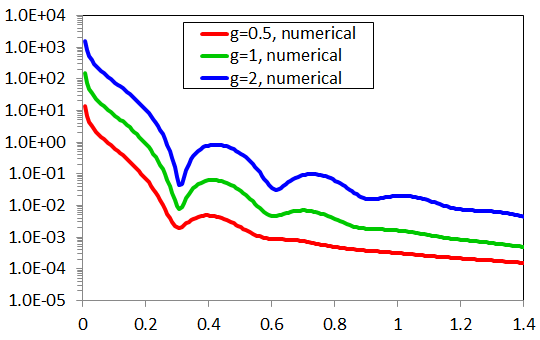 1.0E+04
1.0E+03
1.0E+02
1.0E+01
1.0E+00
1.0E-01
1.0E-02
1.0E-03
1.0E-04
1.0E-05
g=0.5, numerical
g=1, numerical
g=2, numerical
0 0.2 0.4 0.6 0.8 1 1.2 1.4